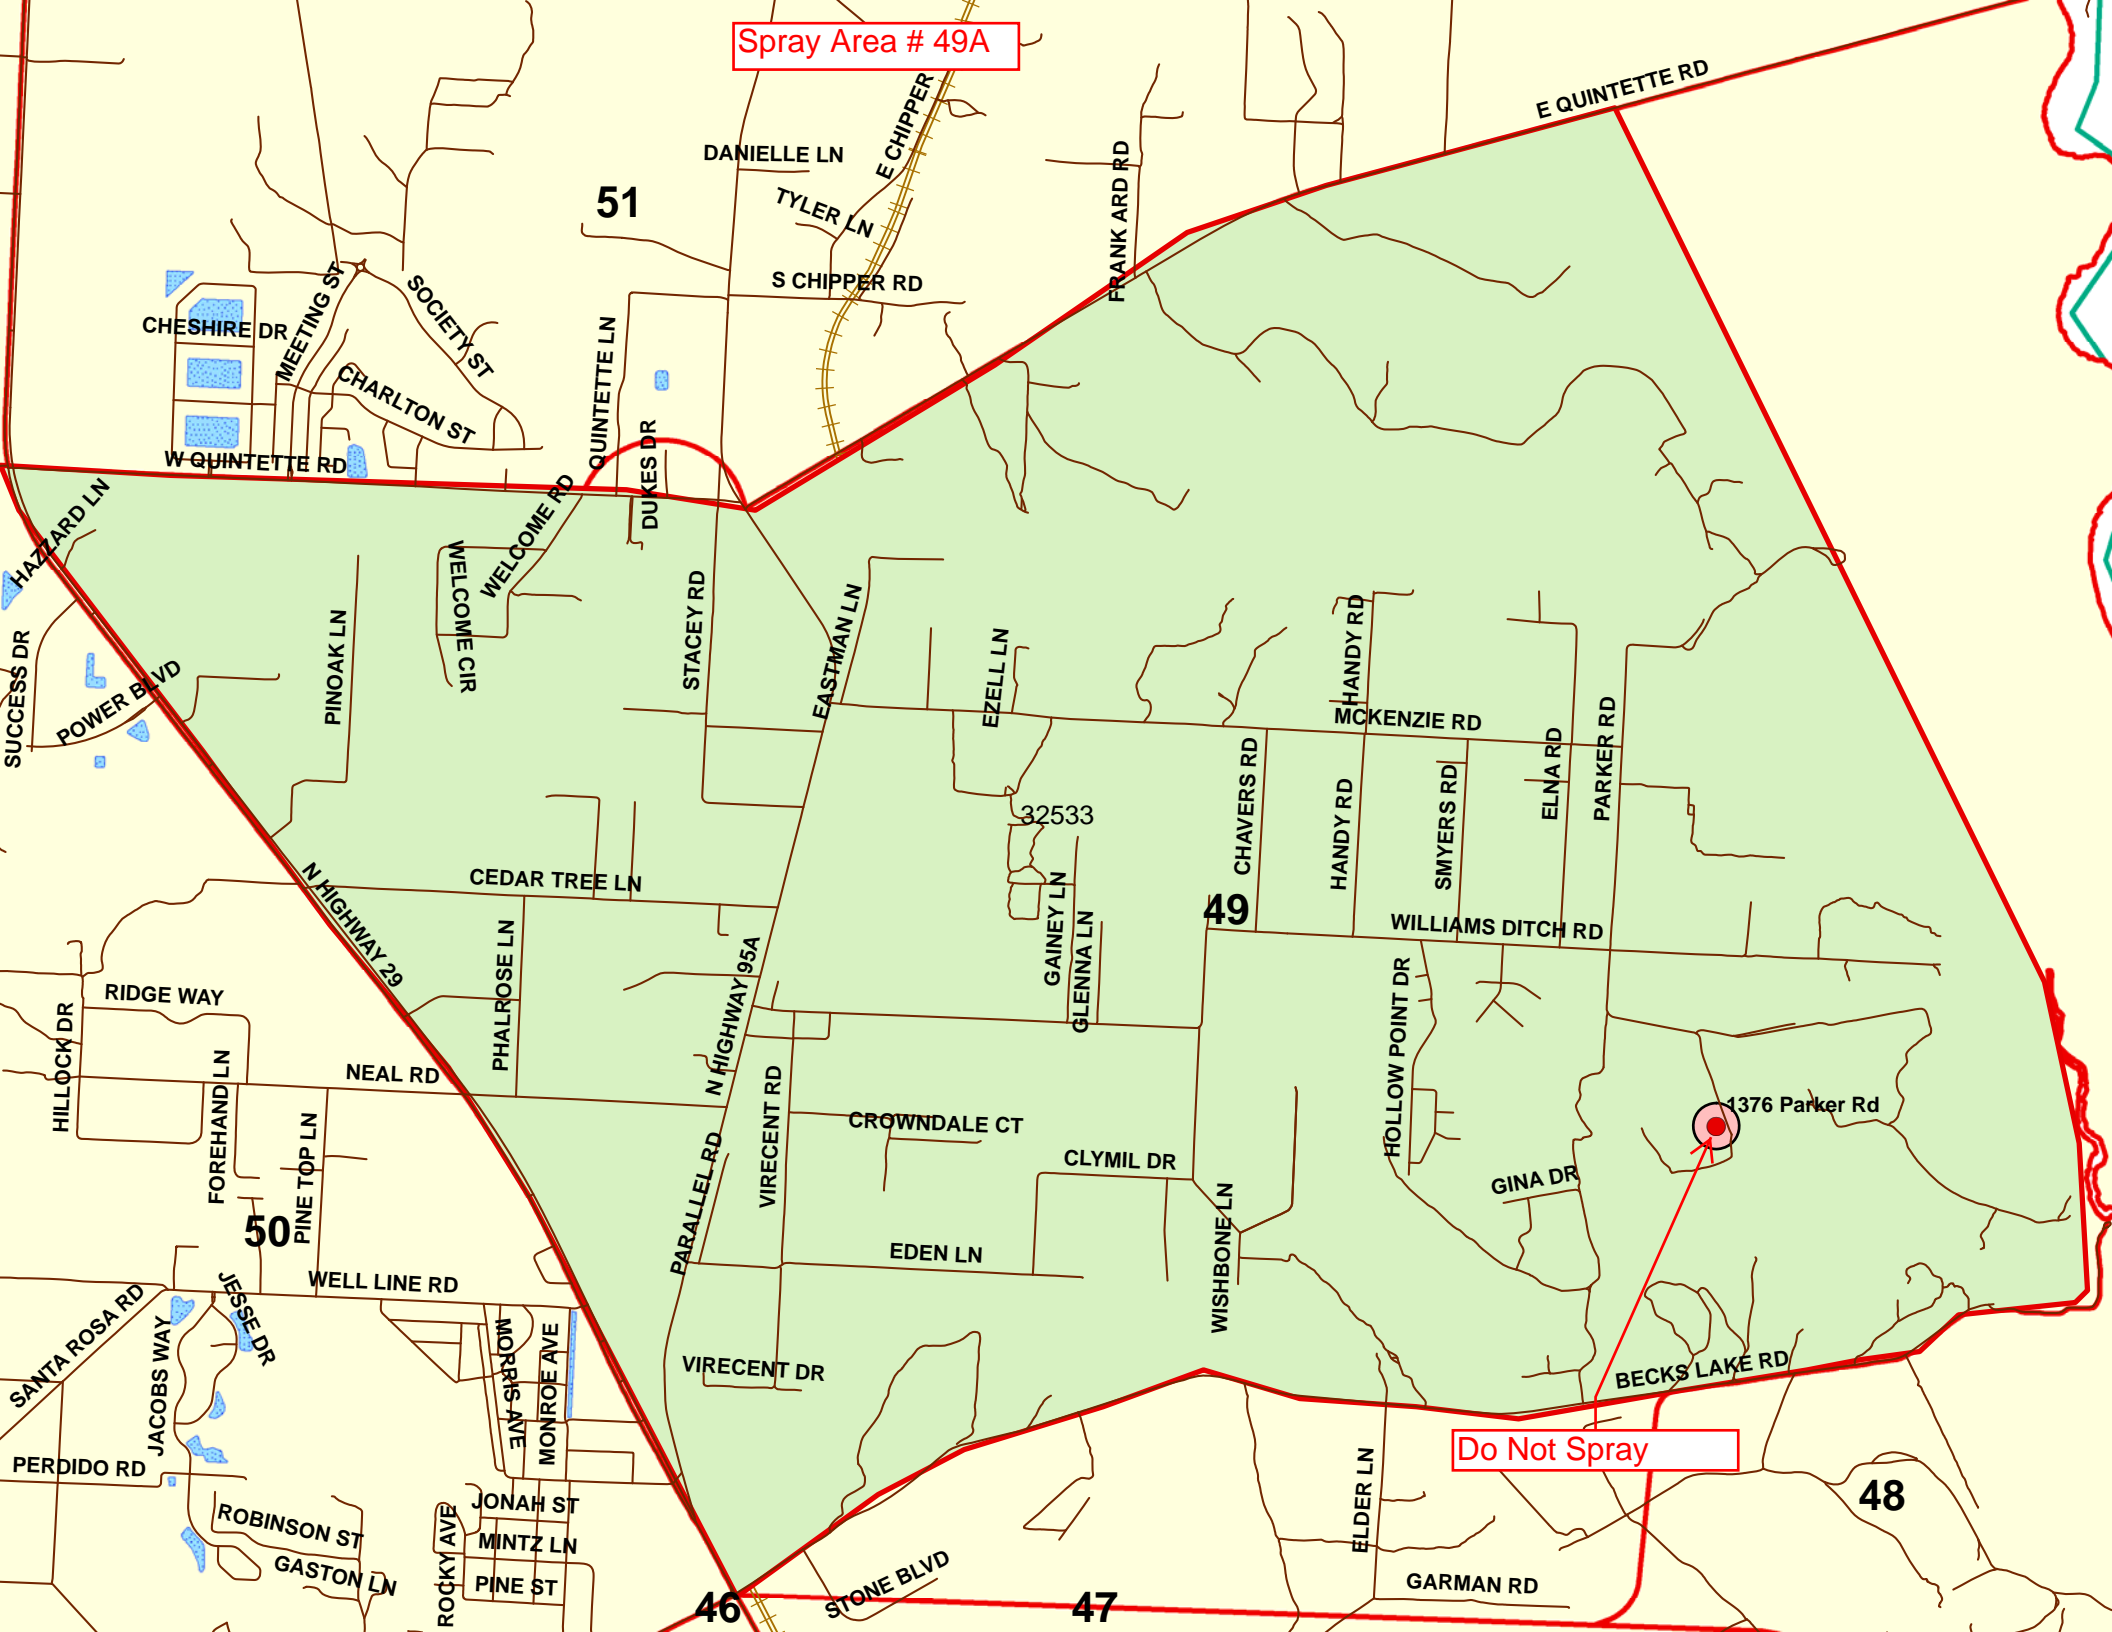 Spray Area # 49A
E QUINTETTE RD
E CHIPPER
DANIELLE LN
51
TYLER LN
FRANK ARD RD
S CHIPPER RD
MEETING ST
SOCIETY ST
CHESHIRE DR
QUINTETTE LN
CHARLTON ST
DUKES DR
W QUINTETTE RD
HAZZARD LN
WELCOME RD
WELCOME CIR
STACEY RD
EASTMAN LN
PINOAK LN
EZELL LN
HANDY RD
SUCCESS DR
POWER BLVD
MCKENZIE RD
PARKER RD
ELNA RD
CHAVERS RD
HANDY RD
SMYERS RD
32533
N HIGHWAY 29
CEDAR TREE LN
GAINEY LN
GLENNA LN
49
WILLIAMS DITCH RD
PHALROSE LN
N HIGHWAY 95A
HOLLOW POINT DR
RIDGE WAY
HILLOCK DR
FOREHAND LN
NEAL RD
VIRECENT RD
1376 Parker Rd
PINE TOP LN
CROWNDALE CT
PARALLEL RD
CLYMIL DR
GINA DR
WISHBONE LN
50
EDEN LN
WELL LINE RD
SANTA ROSA RD
JESSE DR
JACOBS WAY
MORRIS AVE
MONROE AVE
VIRECENT DR
BECKS LAKE RD
Do Not Spray
PERDIDO RD
ELDER LN
48
JONAH ST
ROBINSON ST
ROCKY AVE
MINTZ LN
GASTON LN
PINE ST
STONE BLVD
GARMAN RD
46
47